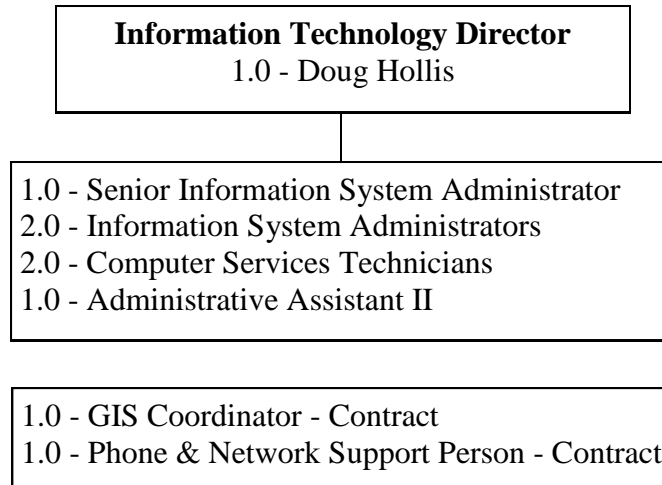 Information Technology Director
1.0 - Doug Hollis
1.0 - Senior Information System Administrator
2.0 - Information System Administrators
2.0 - Computer Services Technicians
1.0 - Administrative Assistant II
1.0 - GIS Coordinator - Contract
1.0 - Phone & Network Support Person - Contract